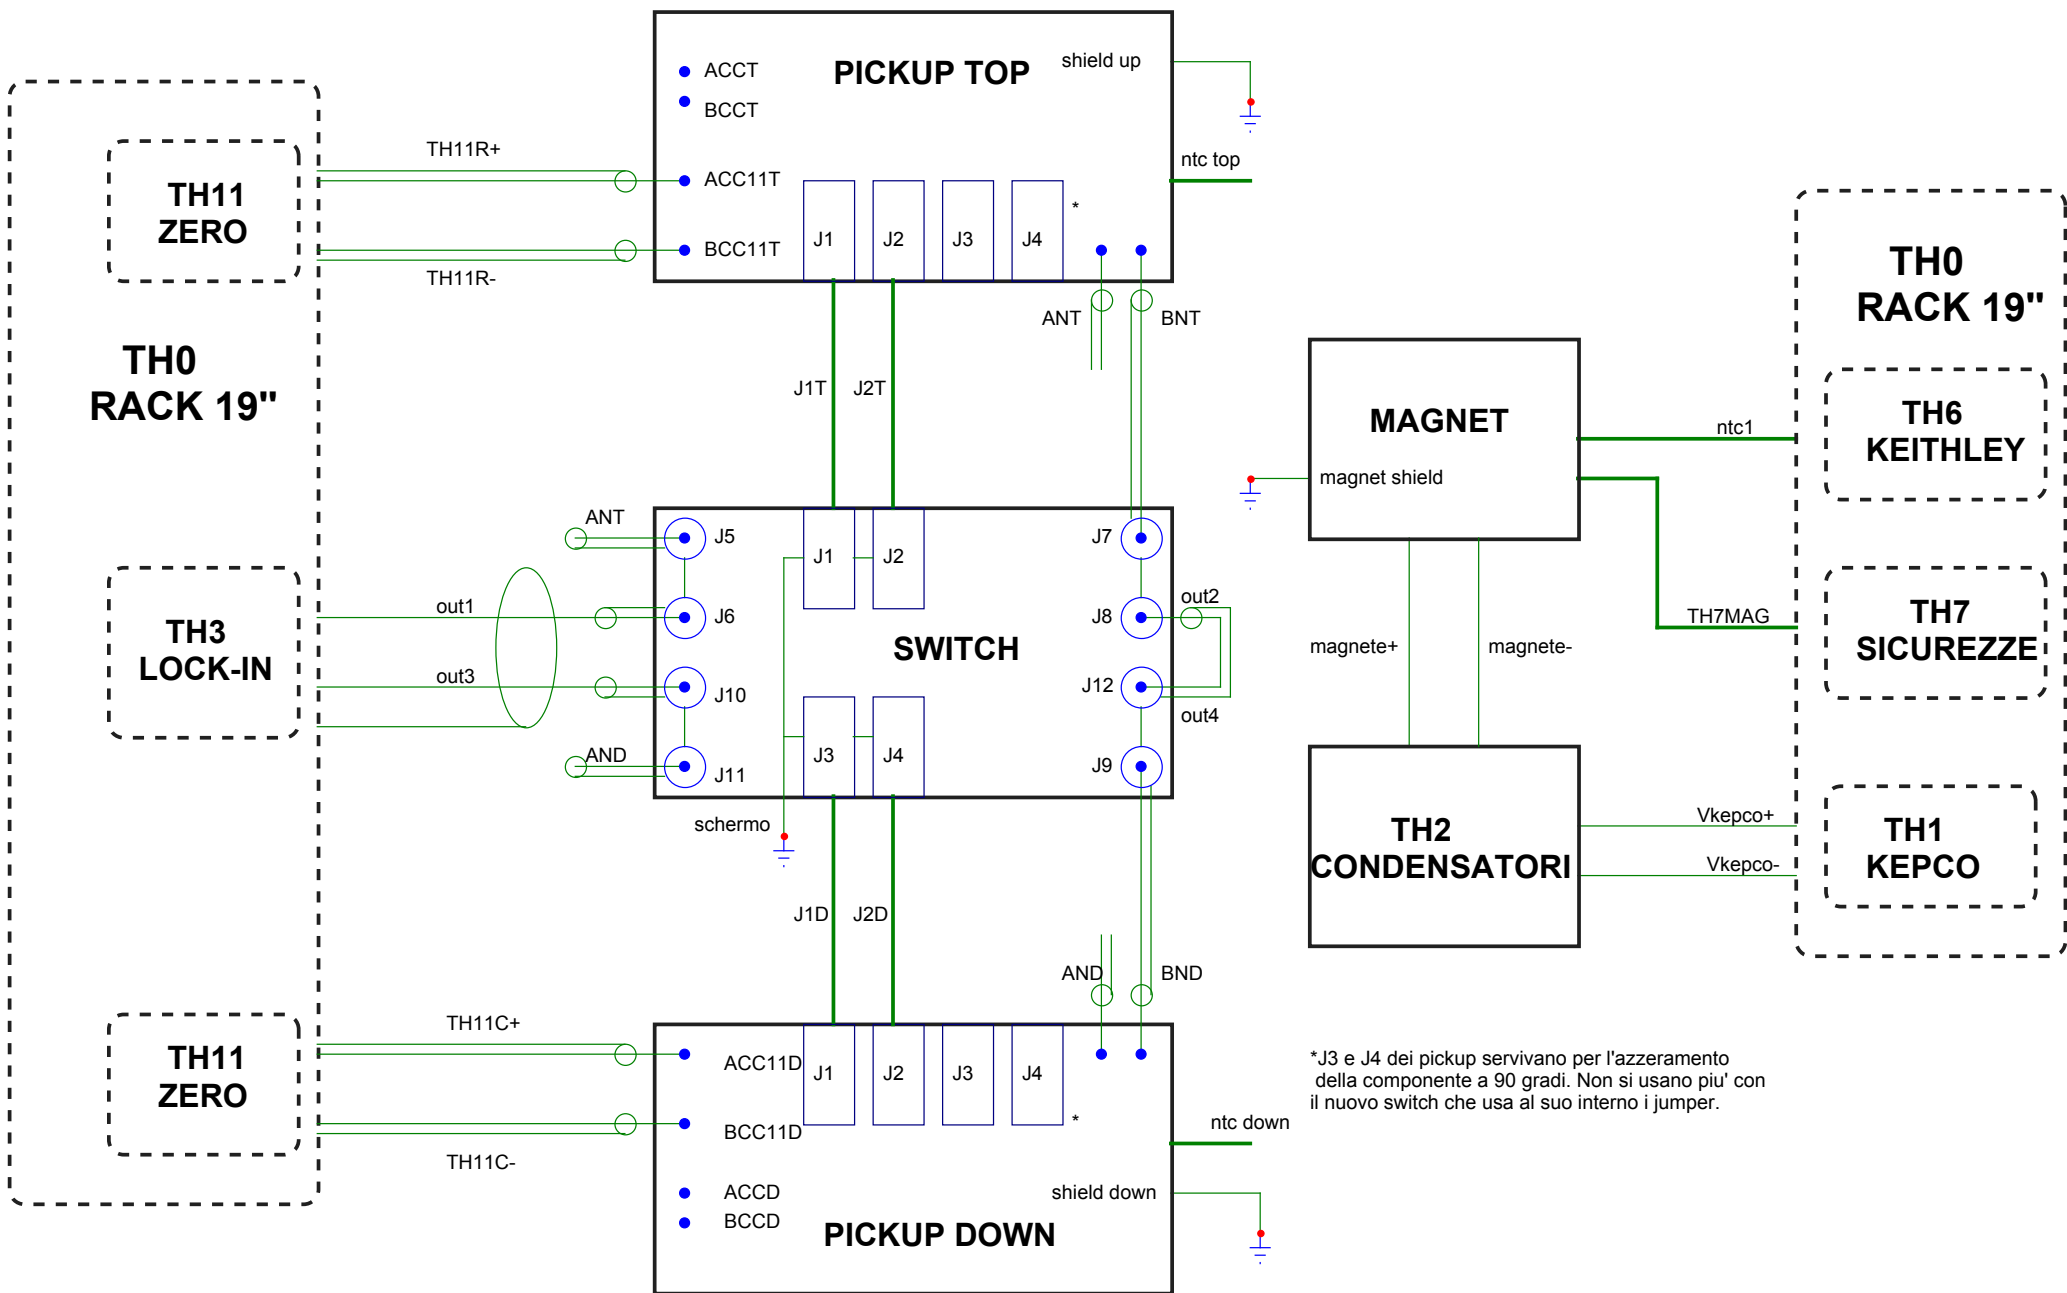 TH11
ZERO
TH0
RACK 19"
TH3
LOCK-IN
TH11
ZERO
TH11R+
TH11R-
out1
out3
TH11C+
TH11C-
PICKUP TOP
shield up
ACCT
BCCT
ACC11T
BCC11T
J1
J2
J3
J4
*
ntc top
ANT
BNT
J1T
J2T
ANT
J5
J1
J2
J7
J6
J8
out2
SWITCH
J10
J12
out4
AND
J11
J3
J4
J9
schermo
J1D
J2D
AND
BND
ACC11D
J1
J2
J3
J4
BCC11D
*
ntc down
ACCD
BCCD
shield down
PICKUP DOWN
MAGNET
magnet shield
ntc1
TH7MAG
magnete+
magnete-
TH2
CONDENSATORI
Vkepco+
Vkepco-
TH0
RACK 19"
TH6
KEITHLEY
TH7
SICUREZZE
TH1
KEPCO
*J3 e J4 dei pickup servivano per l'azzeramento
della componente a 90 gradi. Non si usano piu' con
il nuovo switch che usa al suo interno i jumper.